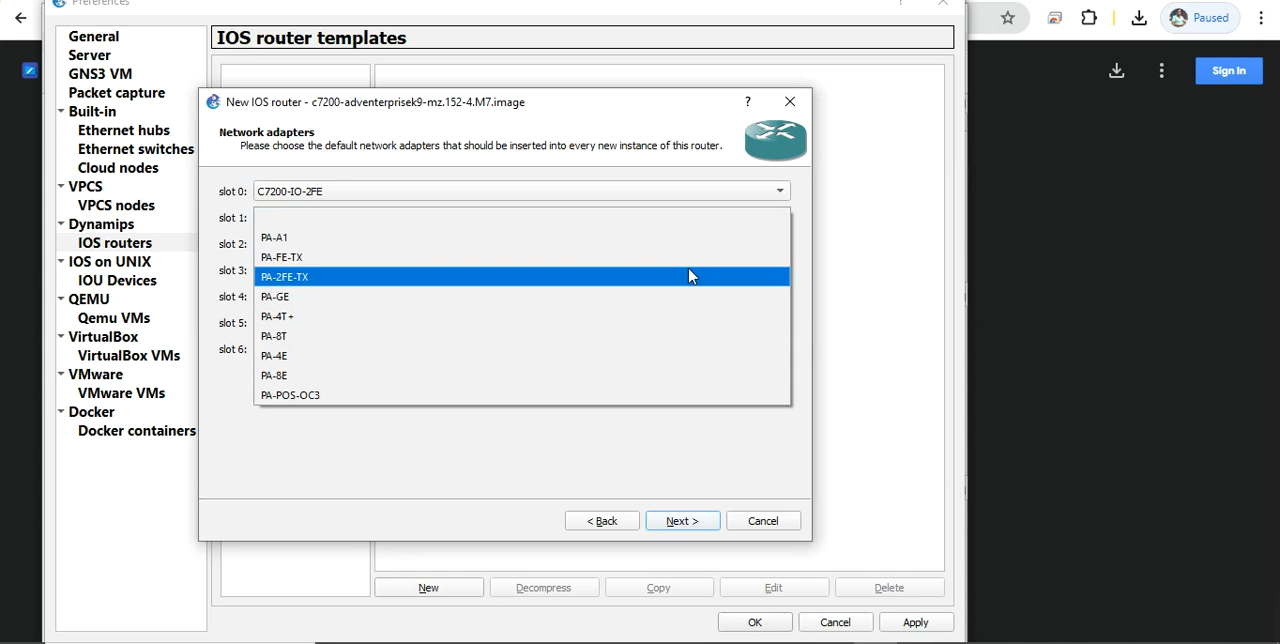 Preferences
?
Paused
General
Server
GNS3 VM
Packet capture
Built-in
Ethernet hubs
Ethernet switches
Cloud nodes
VPCS
VPCS nodes
Dynamips
IOS routers
IOS on UNIX
IOU Devices
QEMU
Qemu VMs
VirtualBox
VirtualBox VMs
VMware
VMware VMs
Docker
Docker containers
IOS router templates
New IOS router - c7200-adventerprisek9-mz.152-4.M7.image
?
Network adapters
Please choose the default network adapters that should be inserted into every new instance of this router.
slot 0: C7200-IO-2FE
slot 1:
slot 2:
slot 3:
slot 4:
slot 5:
slot 6:
PA-A1
PA-FE-TX
PA-2FE-TX
PA-GE
PA-4T+
PA-8T
PA-4E
PA-8E
PA-POS-OC3
< Back
Next >
Cancel
New
Decompress
Copy
Edit
Delete
OK
Cancel
Apply
Sign in